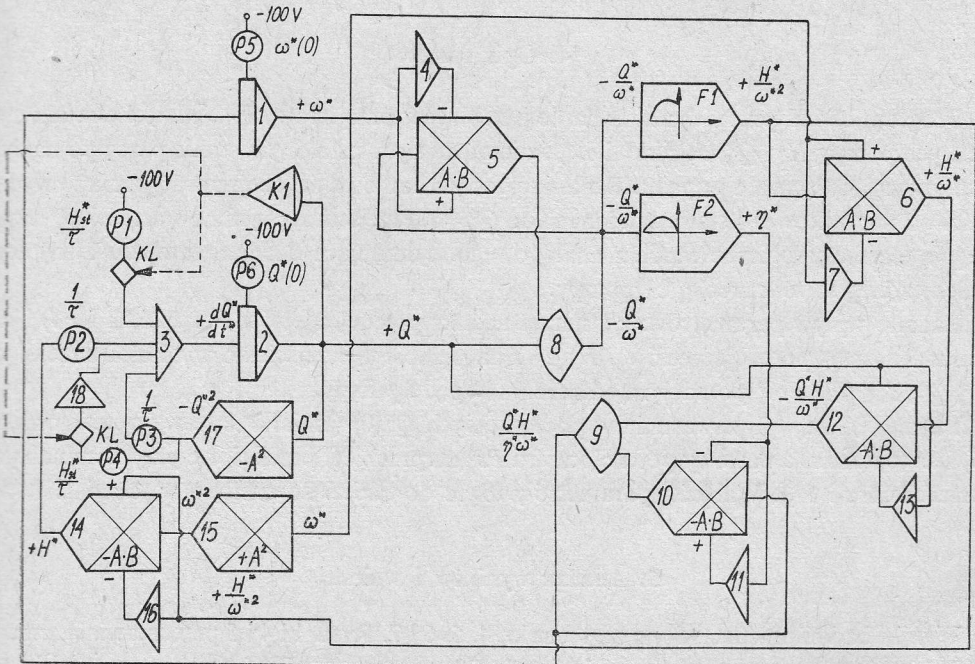 -100V
P5
ω*(0)
1
+ω*
4
-
5
A·B
+
-Q*/ω*
F1
+H*/ω*²
-Q*/ω*
F2
+η*
+
6
A·B
-
+H*/ω*
7
K1
-100V
P1
H*st/τ
KL
-100V
P6
Q*(0)
1/τ
P2
3
+dQ*/dt*
2
+Q*
8
-Q*/ω*
18
1/τ
P3
KL
P4
H*st/τ
-Q*²
17
-A²
Q*
+
14
-A·B
-
+H*
ω*²
15
+A²
ω*
+H*/ω*²
16
Q*H*/η*ω*
9
-
10
-A·B
+
11
-Q*H*/ω*
12
-A·B
13